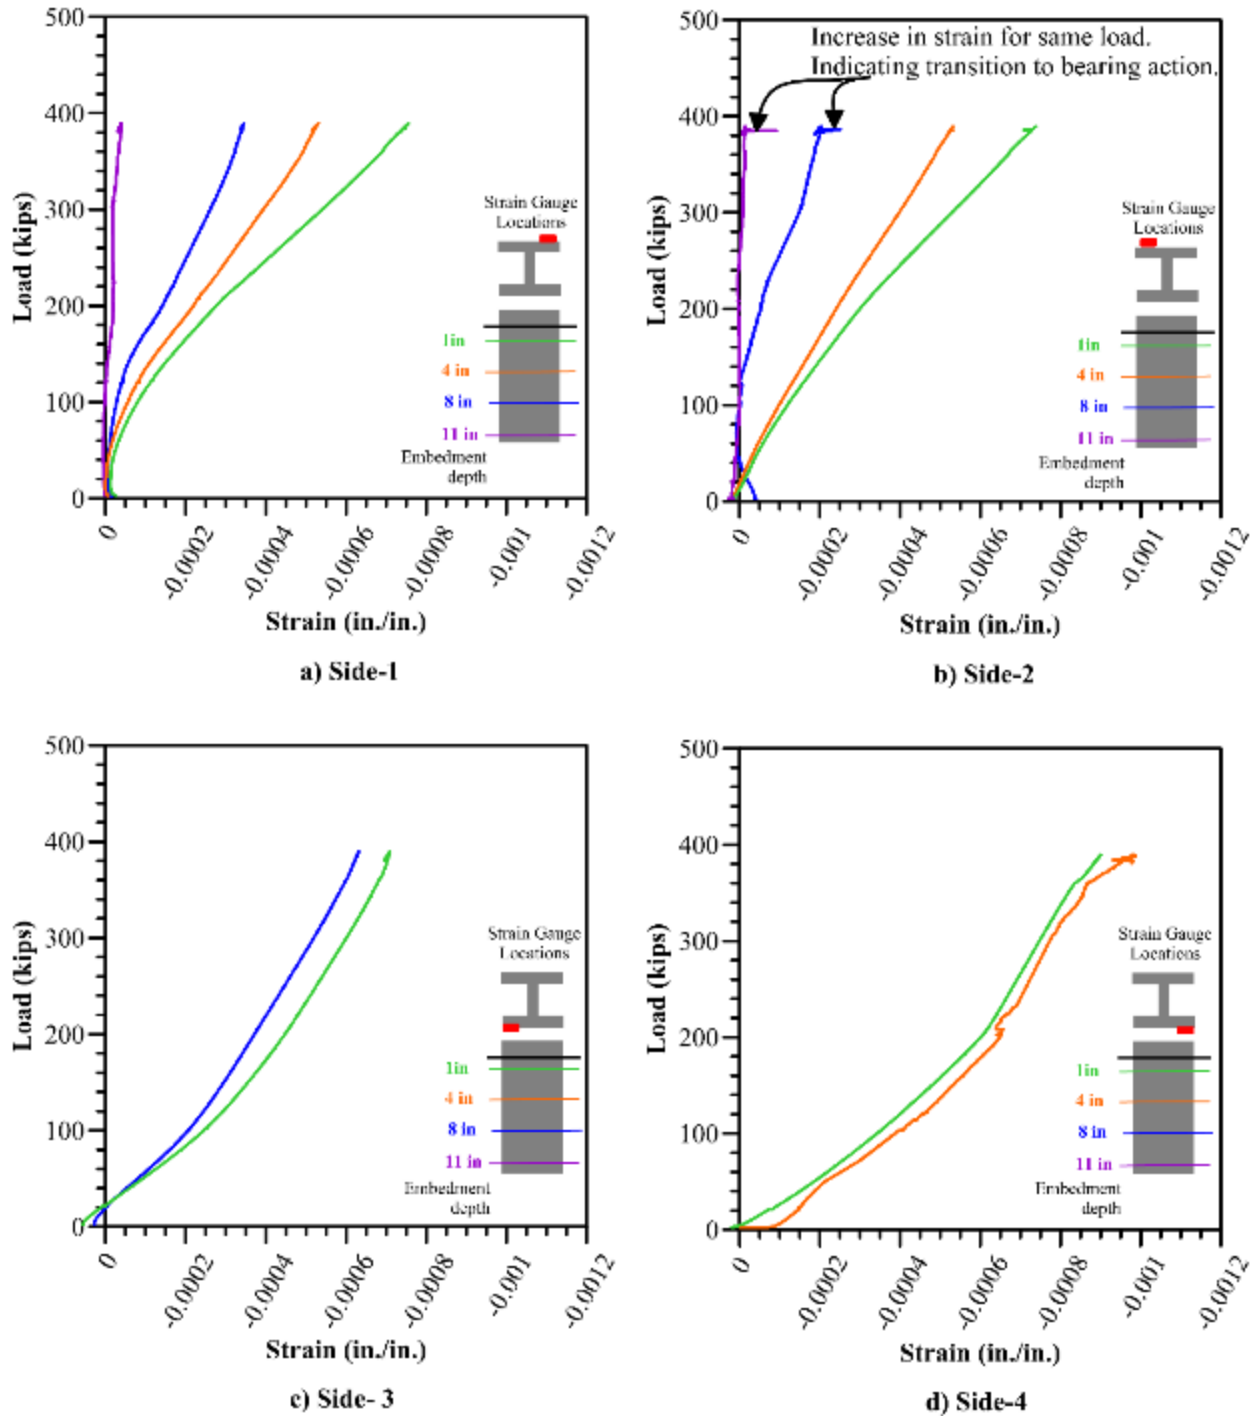 500
400
300
200
100
0
Load (kips)
Strain Gauge
Locations
1in
4 in
8 in
11 in
Embedment
depth
0
-0.0002
-0.0004
-0.0006
-0.0008
-0.001
-0.0012
Strain (in./in.)
a) Side-1
500
400
300
200
100
0
Load (kips)
Increase in strain for same load.
Indicating transition to bearing action.
Strain Gauge
Locations
1in
4 in
8 in
11 in
Embedment
depth
0
-0.0002
-0.0004
-0.0006
-0.0008
-0.001
-0.0012
Strain (in./in.)
b) Side-2
500
400
300
200
100
0
Load (kips)
Strain Gauge
Locations
1in
4 in
8 in
11 in
Embedment
depth
0
-0.0002
-0.0004
-0.0006
-0.0008
-0.001
-0.0012
Strain (in./in.)
c) Side- 3
500
400
300
200
100
0
Load (kips)
Strain Gauge
Locations
1in
4 in
8 in
11 in
Embedment
depth
0
-0.0002
-0.0004
-0.0006
-0.0008
-0.001
-0.0012
Strain (in./in.)
d) Side-4